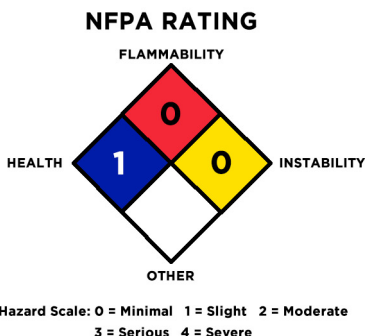 NFPA RATING
FLAMMABILITY
0
HEALTH 1 0 INSTABILITY
OTHER
Hazard Scale: 0 = Minimal 1 = Slight 2 = Moderate
3 = Serious 4 = Severe